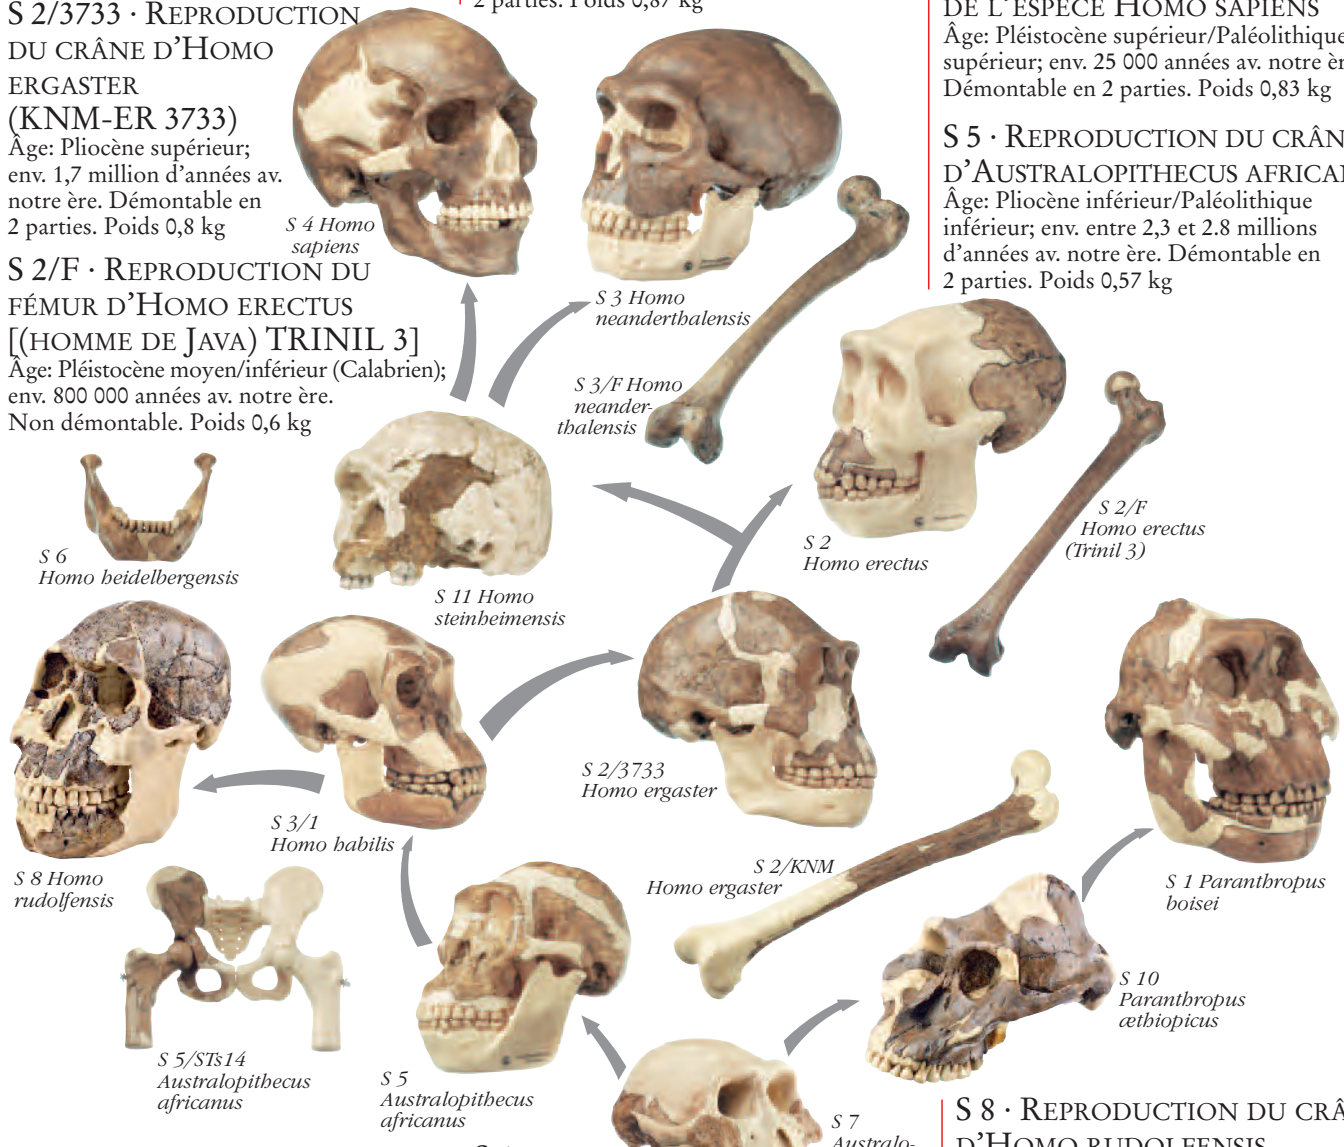 S 2/3733 · Reproduction
du crâne d’Homo
ergaster
(KNM-ER 3733)
Âge: Pliocène supérieur;
env. 1,7 million d’années av.
notre ère. Démontable en
2 parties. Poids 0,8 kg
S 2/F · Reproduction du
fémur d’Homo erectus
[(homme de Java) TRINIL 3]
Âge: Pléistocène moyen/inférieur (Calabrien);
env. 800 000 années av. notre ère.
Non démontable. Poids 0,6 kg
2 parties. Poids 0,87 kg
de l’espèce Homo sapiens
Âge: Pléistocène supérieur/Paléolithique
supérieur; env. 25 000 années av. notre
Démontable en 2 parties. Poids 0,83 kg
S 5 · Reproduction du
d’Australopithecus
Âge: Pliocène inférieur/Paléolithique
inférieur; env. entre 2,3 et 2.8 millions
d’années av. notre ère. Démontable en
2 parties. Poids 0,57 kg
S 4 Homo
sapiens
S 3 Homo
neanderthalensis
S 3/F Homo
neander-
thalensis
S 2
Homo erectus
S 2/F
Homo erectus
(Trinil 3)
S 6
Homo heidelbergensis
S 11 Homo
steinheimensis
S 8 Homo
rudolfensis
S 3/1
Homo habilis
S 2/3733
Homo ergaster
S 2/KNM
Homo ergaster
S 1 Paranthropus
boisei
S 10
Paranthropus
æthiopicus
S 5/STs14
Australopithecus
africanus
S 5
Australopithecus
africanus
S 7
Australo-
S 8 · Reproduction du
d’Homo rudolfensis